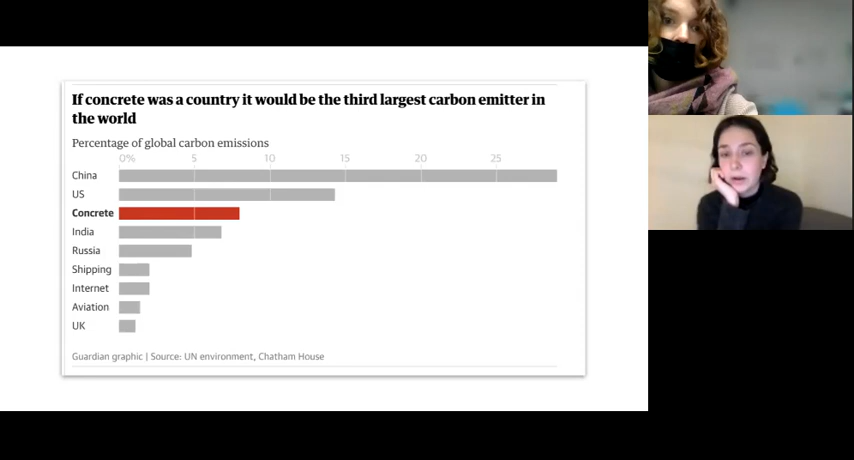 If concrete was a country it would be the third largest carbon emitter in
the world
Percentage of global carbon emissions
0% 5 10 15 20 25
China
US
Concrete
India
Russia
Shipping
Internet
Aviation
UK
Guardian graphic | Source: UN environment, Chatham House